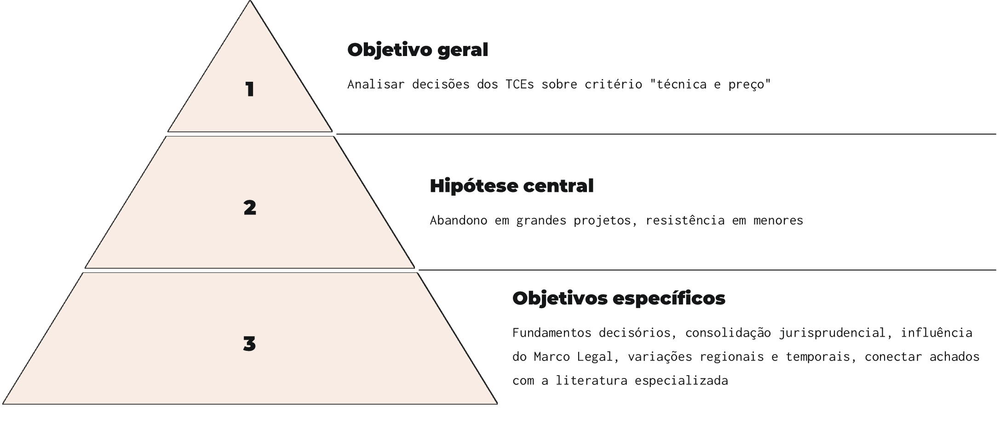 1
Objetivo geral
Analisar decisões dos TCEs sobre critério "técnica e preço"
2
Hipótese central
Abandono em grandes projetos, resistência em menores
3
Objetivos específicos
Fundamentos decisórios, consolidação jurisprudencial, influência
do Marco Legal, variações regionais e temporais, conectar achados
com a literatura especializada